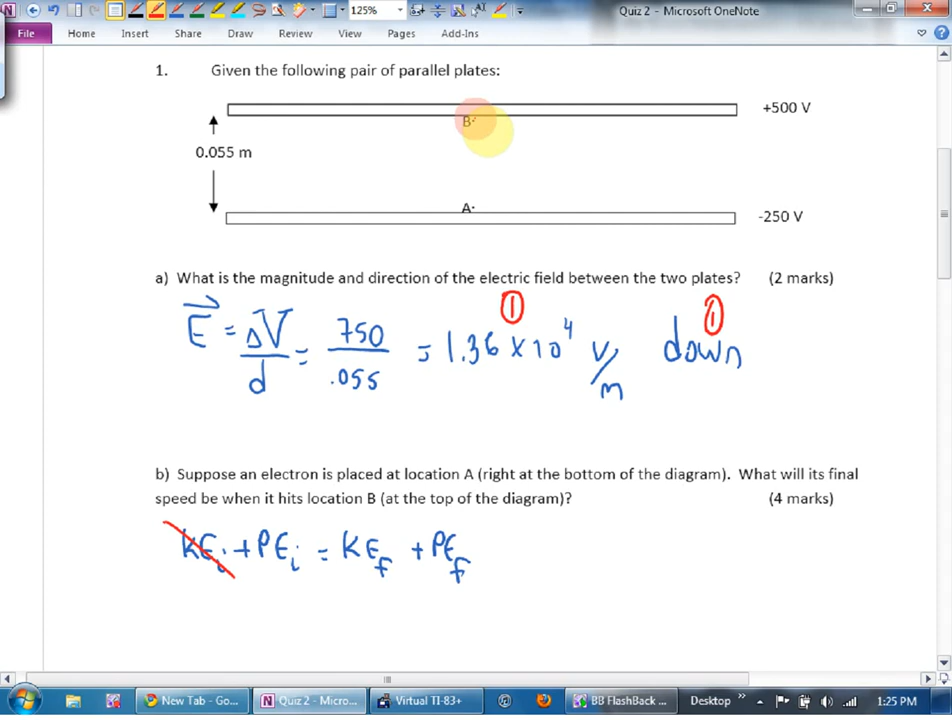 125%
Quiz 2 - Microsoft OneNote
File Home Insert Share Draw Review View Pages Add-Ins
1. Given the following pair of parallel plates:
+500 V
B·
0.055 m
A·
-250 V
a) What is the magnitude and direction of the electric field between the two plates? (2 marks)
① ①
E = ΔV/d = 750/.055 = 1.36 × 10⁴ V/m down
b) Suppose an electron is placed at location A (right at the bottom of the diagram). What will its final
speed be when it hits location B (at the top of the diagram)? (4 marks)
KEi + PEi = KEf + PEf
New Tab - Go... Quiz 2 - Micros... Virtual TI-83+ BB FlashBack ... Desktop 1:25 PM